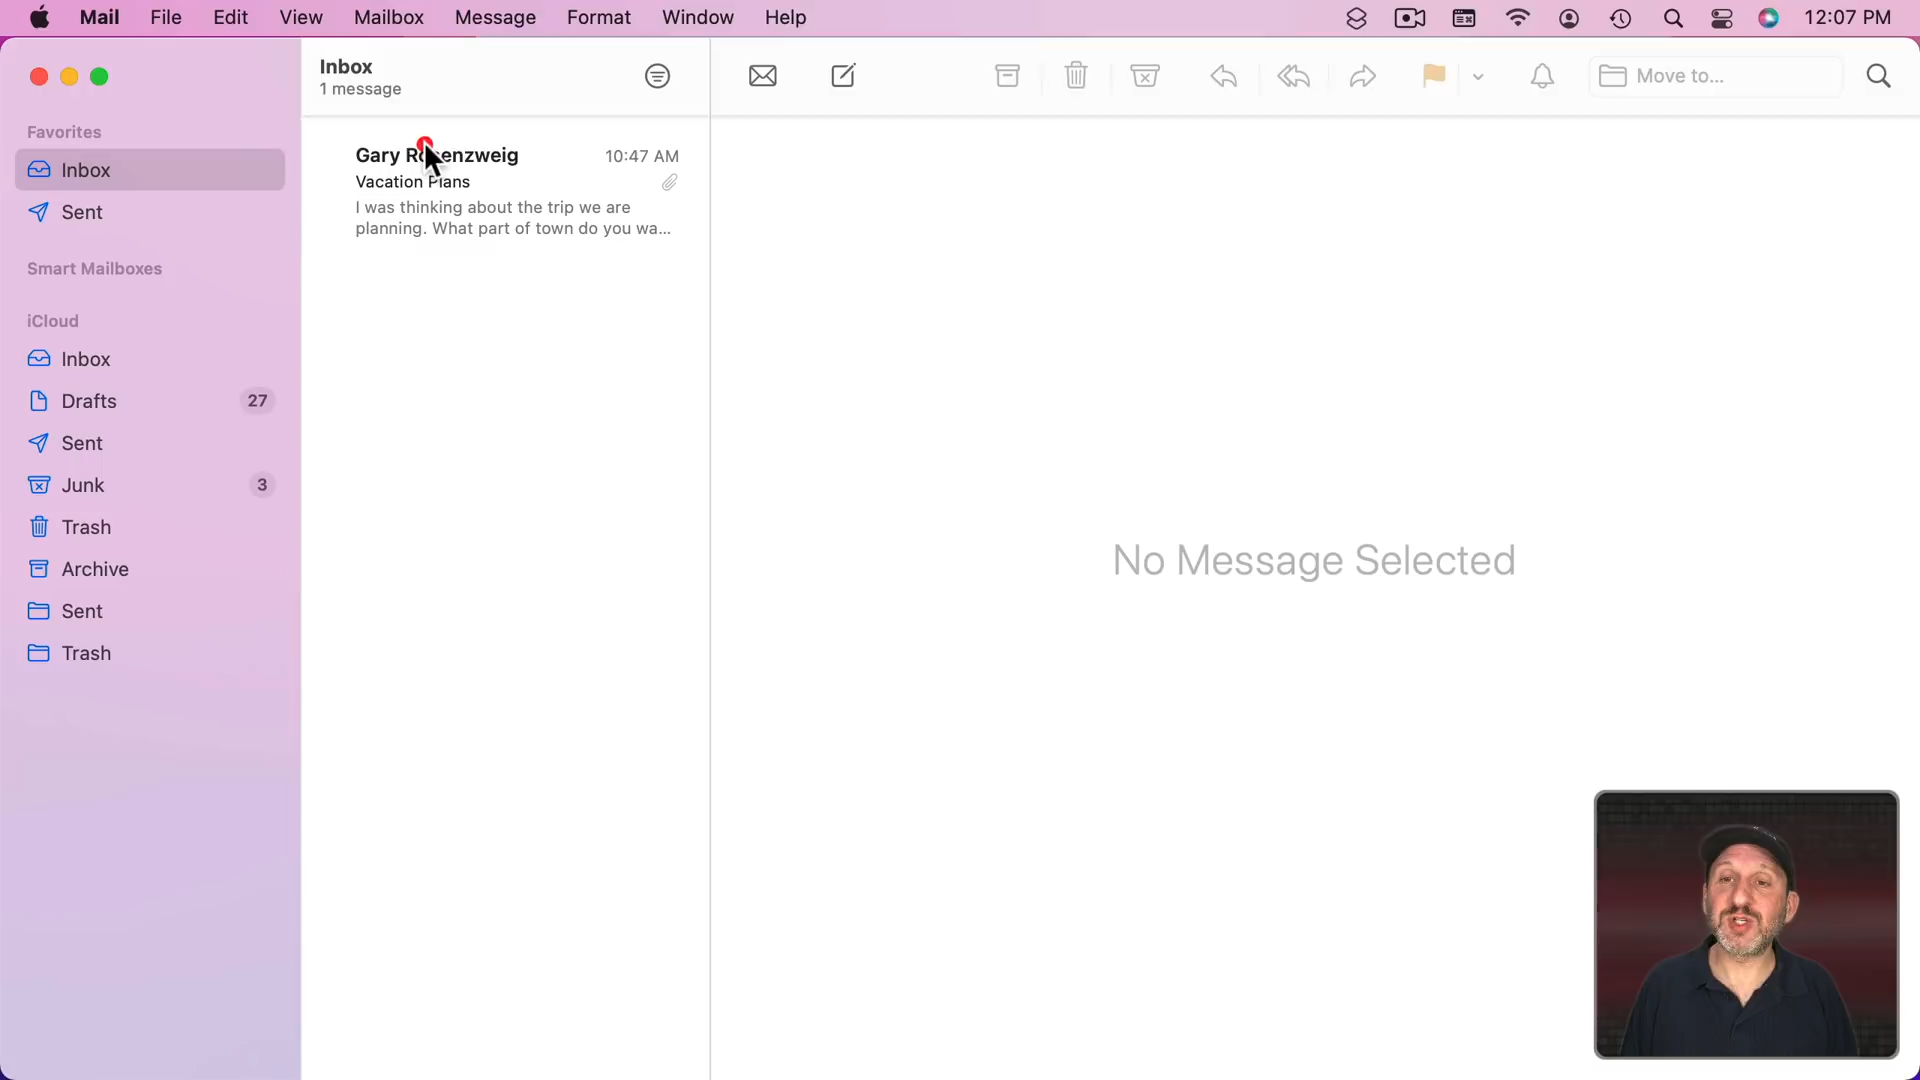 Mail File Edit View Mailbox Message Format Window Help 12:07 PM
Inbox
1 message
Move to...
Favorites
Inbox
Sent
Smart Mailboxes
iCloud
Inbox
Drafts 27
Sent
Junk 3
Trash
Archive
Sent
Trash
Gary Rosenzweig 10:47 AM
Vacation Plans
I was thinking about the trip we are
planning. What part of town do you wa...
No Message Selected